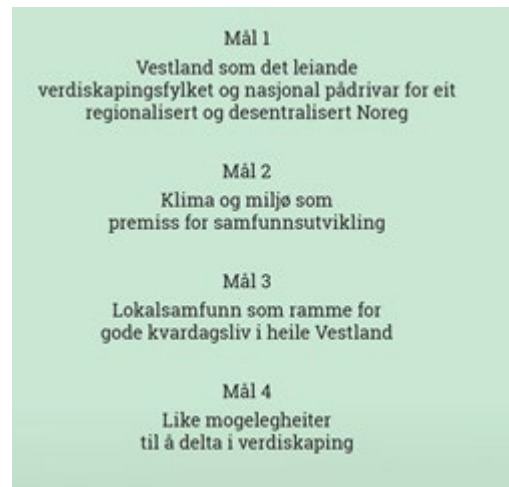 Mål 1
Vestland som det leiande
verdiskapingsfylket og nasjonal pådrivar for eit
regionalisert og desentralisert Noreg
Mål 2
Klima og miljø som
premiss for samfunnsutvikling
Mål 3
Lokalsamfunn som ramme for
gode kvardagsliv i heile Vestland
Mål 4
Like mogelegheiter
til å delta i verdiskaping